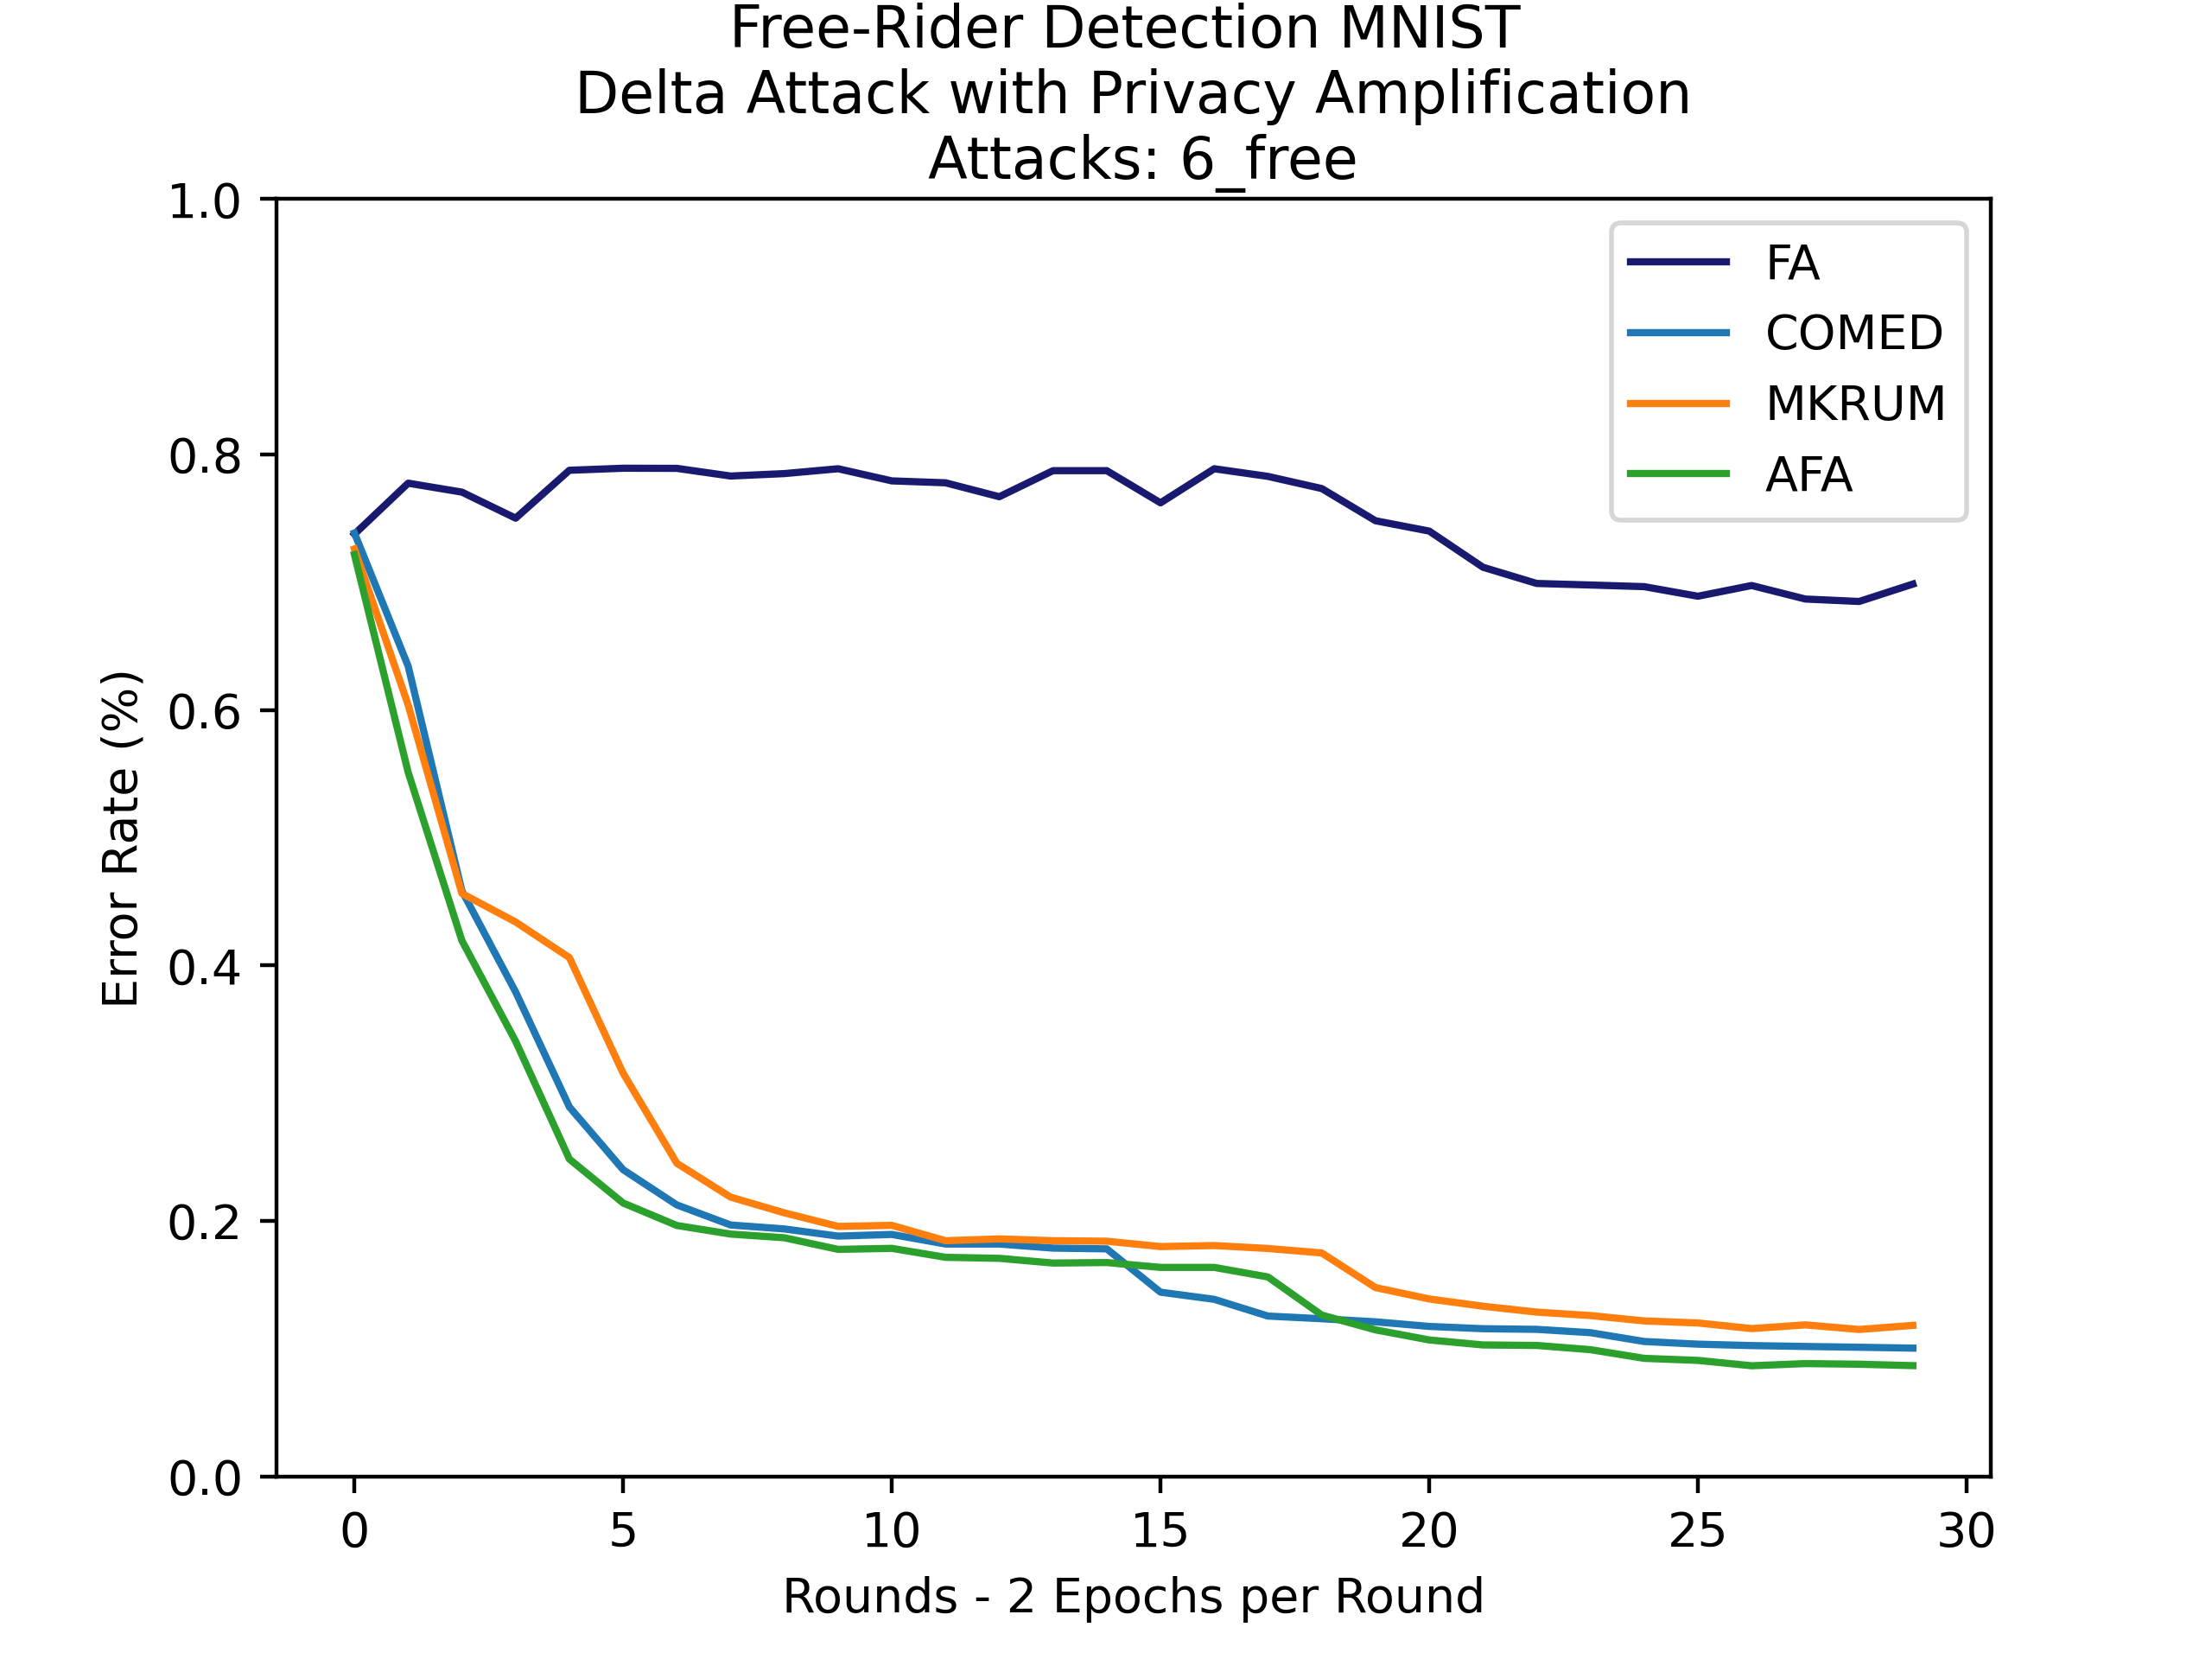 Free-Rider Detection MNIST
Delta Attack with Privacy Amplification
Attacks: 6_free
1.0
0.8
0.6
0.4
0.2
0.0
Error Rate (%)
FA
COMED
MKRUM
AFA
0 5 10 15 20 25 30
Rounds - 2 Epochs per Round